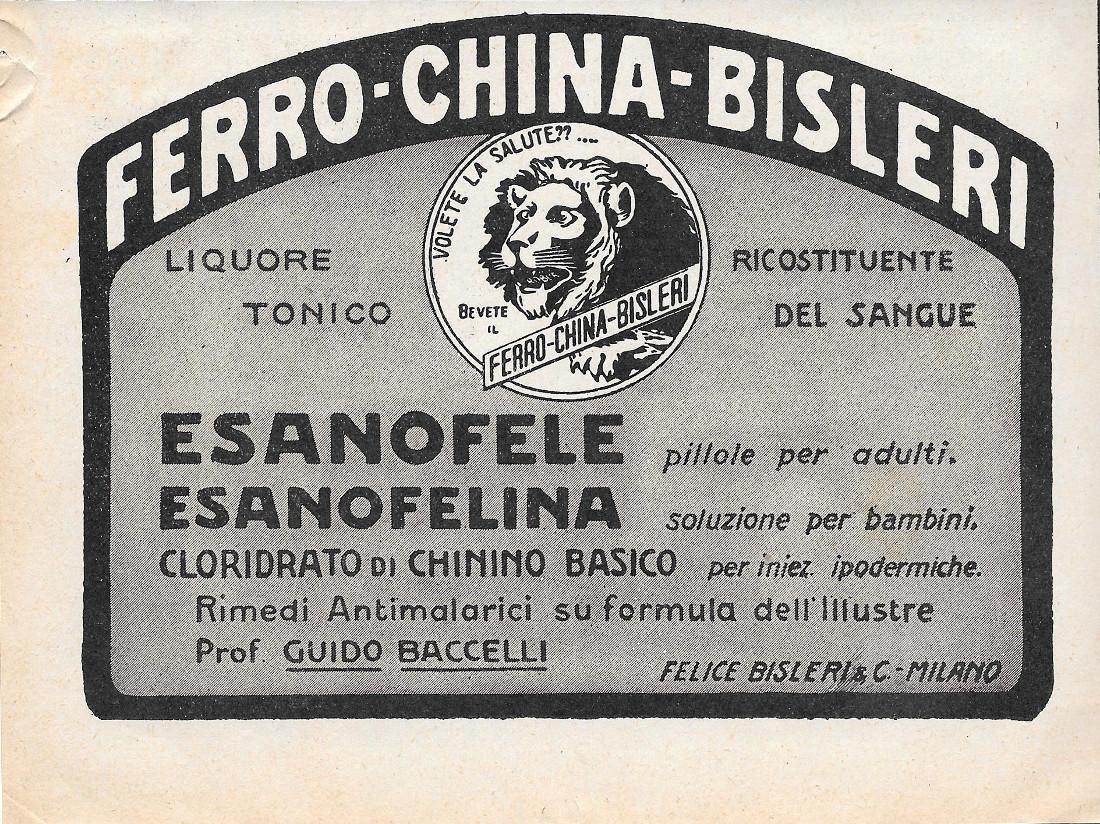 FERRO-CHINA-BISLERI
VOLETE LA SALUTE??....
BEVETE
IL
FERRO-CHINA-BISLERI
LIQUORE
TONICO
RICOSTITUENTE
DEL SANGUE
ESANOFELE pillole per adulti.
ESANOFELINA soluzione per bambini.
CLORIDRATO DI CHININO BASICO per iniez. ipodermiche.
Rimedi Antimalarici su formula dell'Illustre
Prof. GUIDO BACCELLI
FELICE BISLERI & C.-MILANO